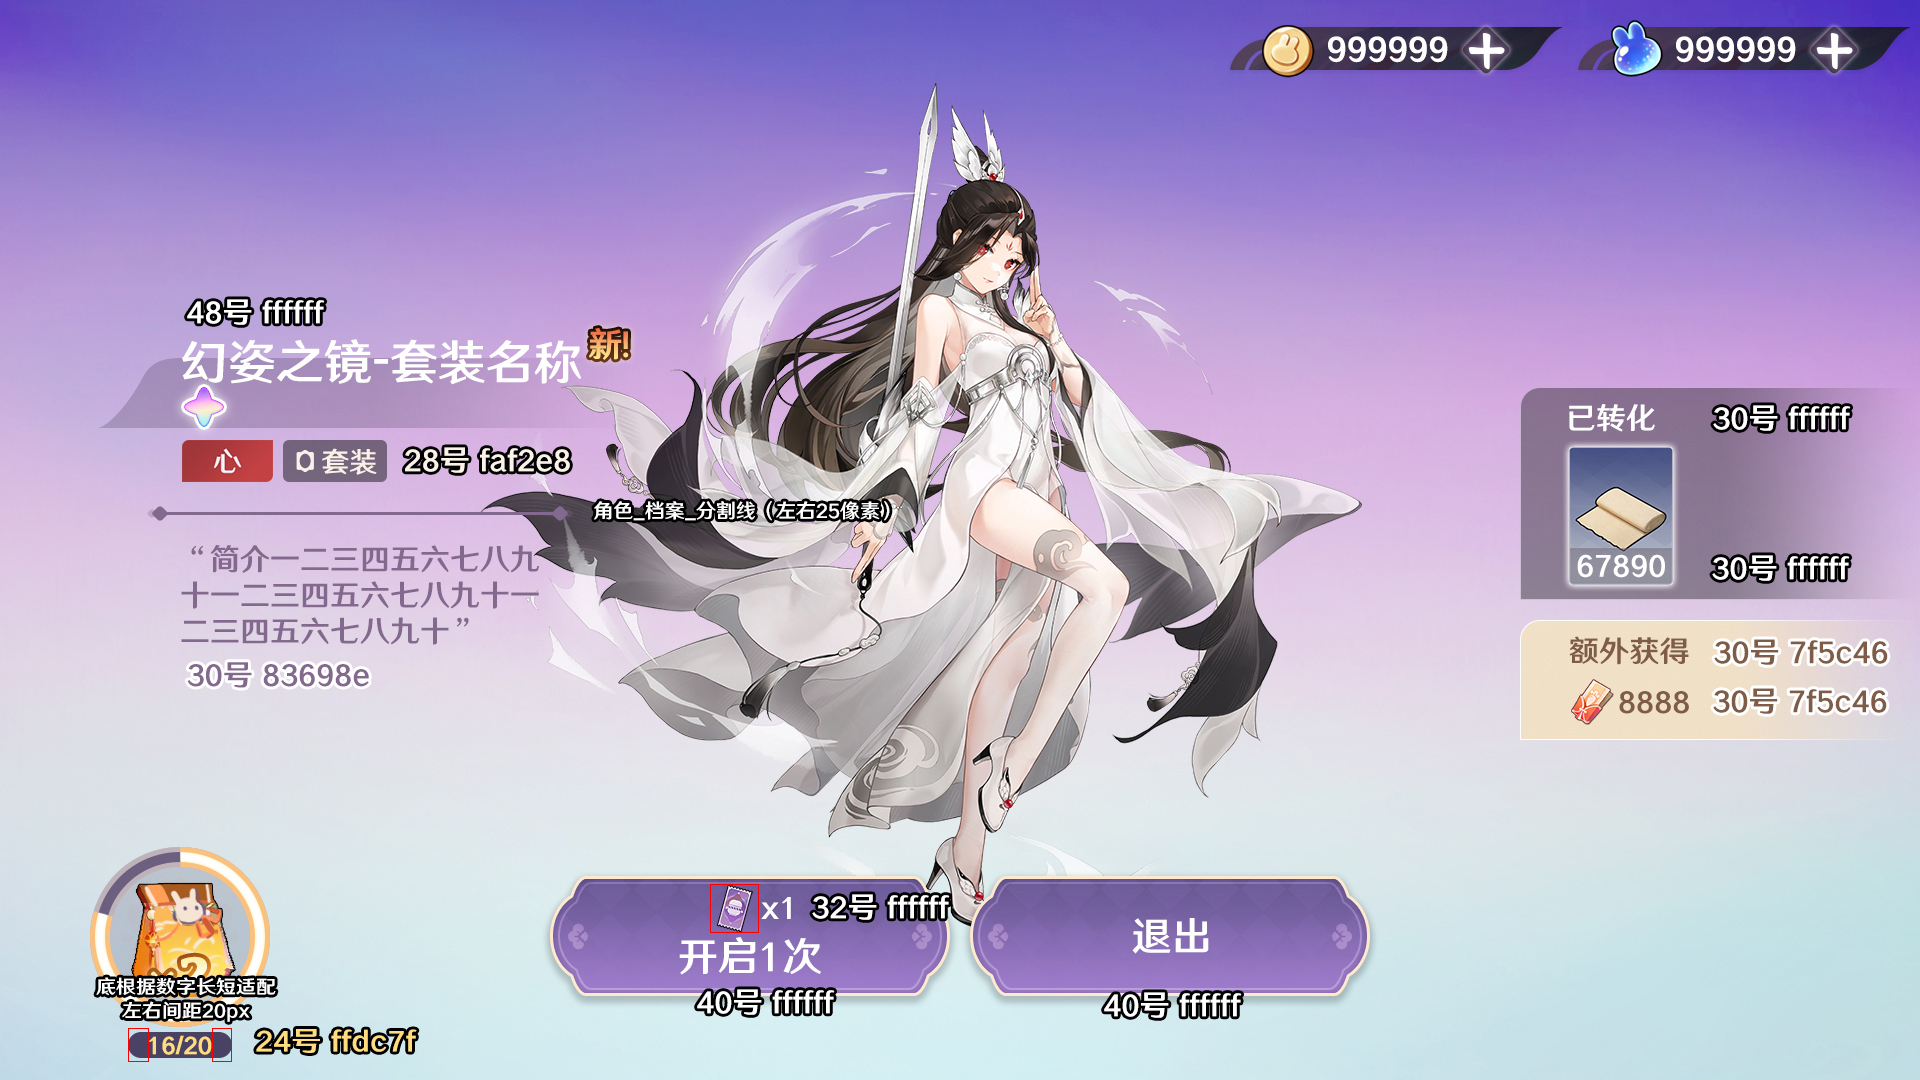 999999
999999
48号 ffffff
幻姿之镜-套装名称
新!
心
套装
28号 faf2e8
角色_档案_分割线（左右25像素）
“简介一二三四五六七八九
十一二三四五六七八九十一
二三四五六七八九十”
30号 83698e
已转化
30号 ffffff
67890
30号 ffffff
额外获得
30号 7f5c46
8888
30号 7f5c46
x1
32号 ffffff
开启1次
40号 ffffff
退出
40号 ffffff
x2
底根据数字长短适配
左右间距20px
16/20
24号 ffdc7f